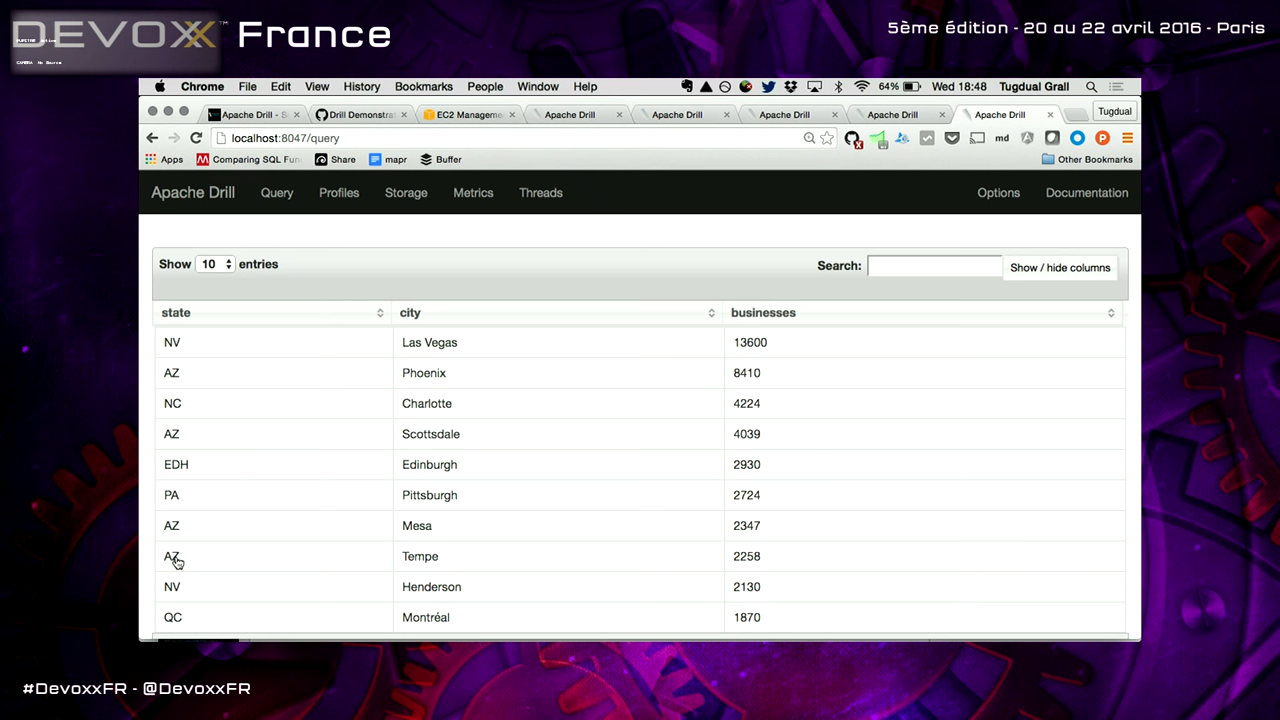 DEVOXX™ France
5ème édition - 20 au 22 avril 2016 - Paris
Chrome File Edit View History Bookmarks People Window Help 64% Wed 18:48 Tugdual Grall
Apache Drill - S Drill Demonstra EC2 Manageme Apache Drill Apache Drill Apache Drill Apache Drill Apache Drill Tugdual
localhost:8047/query md
Apps Comparing SQL Fun Share mapr Buffer Other Bookmarks
Apache Drill Query Profiles Storage Metrics Threads Options Documentation
Show 10 entries Search: Show / hide columns
state city businesses
NV Las Vegas 13600
AZ Phoenix 8410
NC Charlotte 4224
AZ Scottsdale 4039
EDH Edinburgh 2930
PA Pittsburgh 2724
AZ Mesa 2347
AZ Tempe 2258
NV Henderson 2130
QC Montréal 1870
#DevoxxFR - @DevoxxFR